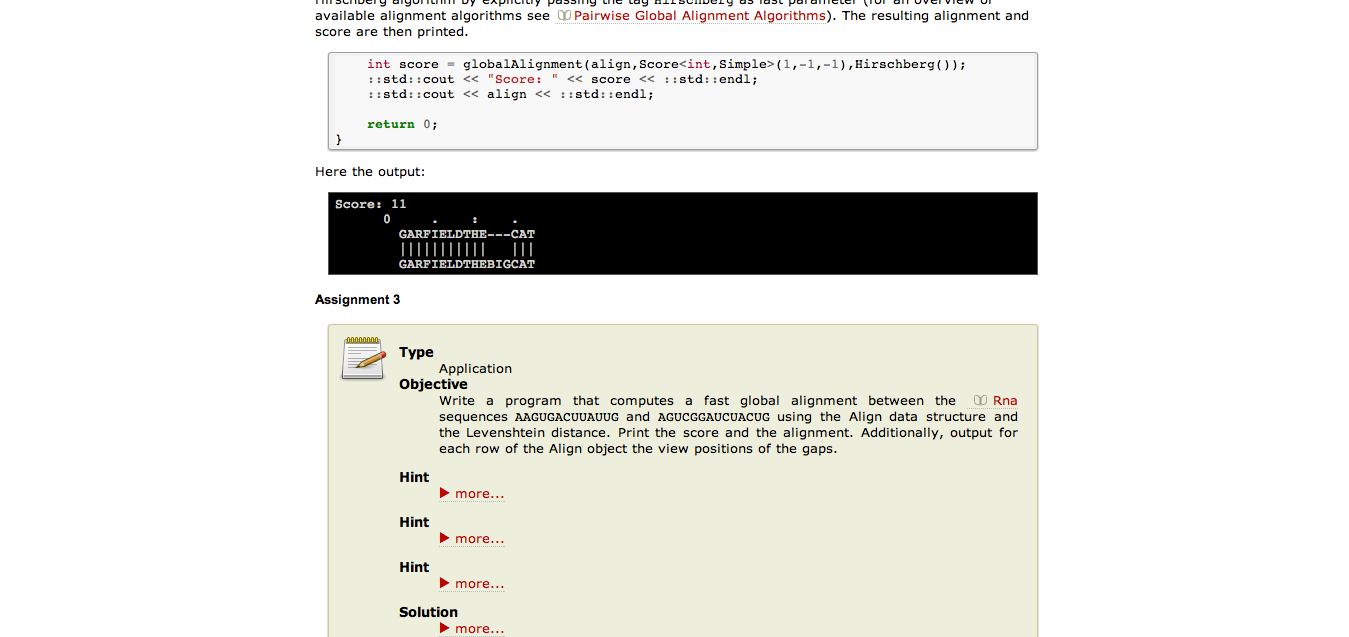 Hirschberg algorithm by explicitly passing the tag Hirschberg as last parameter (for an overview of
available alignment algorithms see Pairwise Global Alignment Algorithms). The resulting alignment and
score are then printed.
int score = globalAlignment(align,Score<int,Simple>(1,-1,-1),Hirschberg());
::std::cout << "Score: " << score << ::std::endl;
::std::cout << align << ::std::endl;
return 0;
}
Here the output:
Score: 11
0 . : .
GARFIELDTHE---CAT
||||||||||| |||
GARFIELDTHEBIGCAT
Assignment 3
Type
Application
Objective
Write a program that computes a fast global alignment between the Rna
sequences AAGUGACUUAUUG and AGUCGGAUCUACUG using the Align data structure and
the Levenshtein distance. Print the score and the alignment. Additionally, output for
each row of the Align object the view positions of the gaps.
Hint
more...
Hint
more...
Hint
more...
Solution
more...